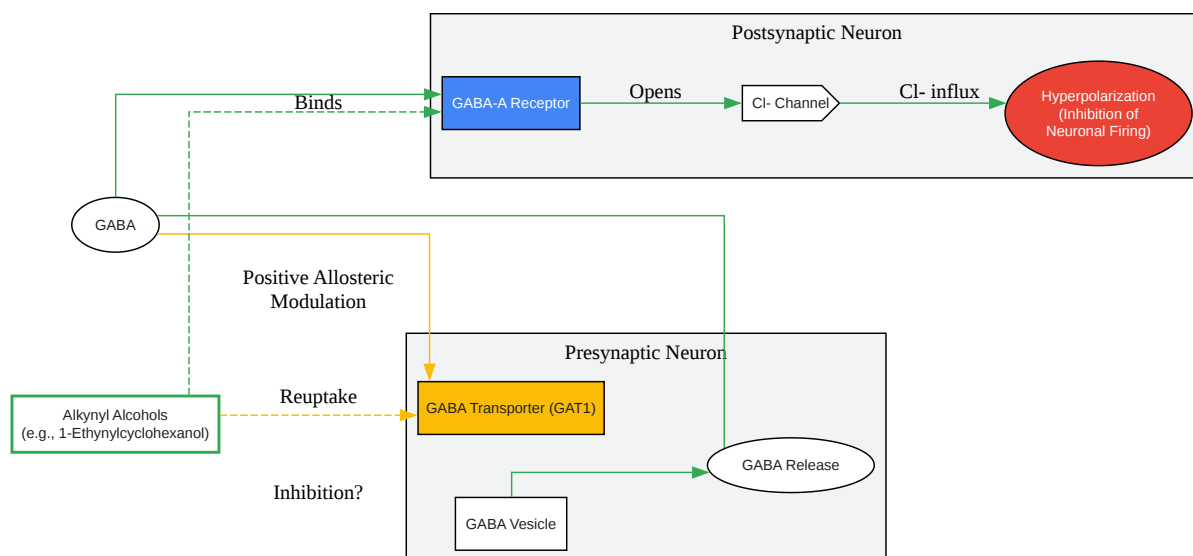 Postsynaptic Neuron
Binds
GABA-A Receptor
Opens
Cl- Channel
Cl- influx
Hyperpolarization
(Inhibition of
Neuronal Firing)
GABA
Positive Allosteric
Modulation
Presynaptic Neuron
Reuptake
GABA Transporter (GAT1)
Alkynyl Alcohols
(e.g., 1-Ethynylcyclohexanol)
GABA Release
Inhibition?
GABA Vesicle